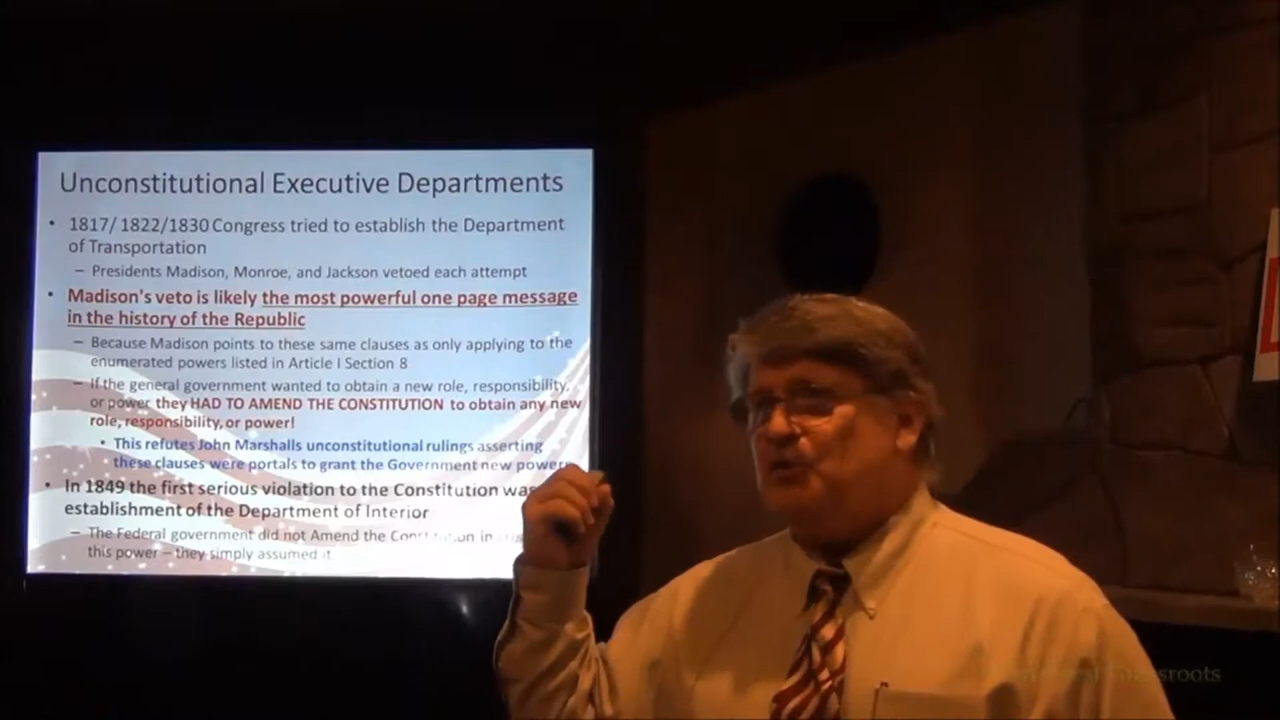 Unconstitutional Executive Departments
• 1817/ 1822/1830 Congress tried to establish the Department
of Transportation
– Presidents Madison, Monroe, and Jackson vetoed each attempt
• Madison's veto is likely the most powerful one page message
in the history of the Republic
– Because Madison points to these same clauses as only applying to the
enumerated powers listed in Article I Section 8
– If the general government wanted to obtain a new role, responsibility,
or power they HAD TO AMEND THE CONSTITUTION to obtain any new
role, responsibility, or power!
• This refutes John Marshalls unconstitutional rulings asserting
these clauses were portals to grant the Government new
• In 1849 the first serious violation to the Constitution was
establishment of the Department of Interior
– The Federal government did not Amend the in
this power – they simply assumed it